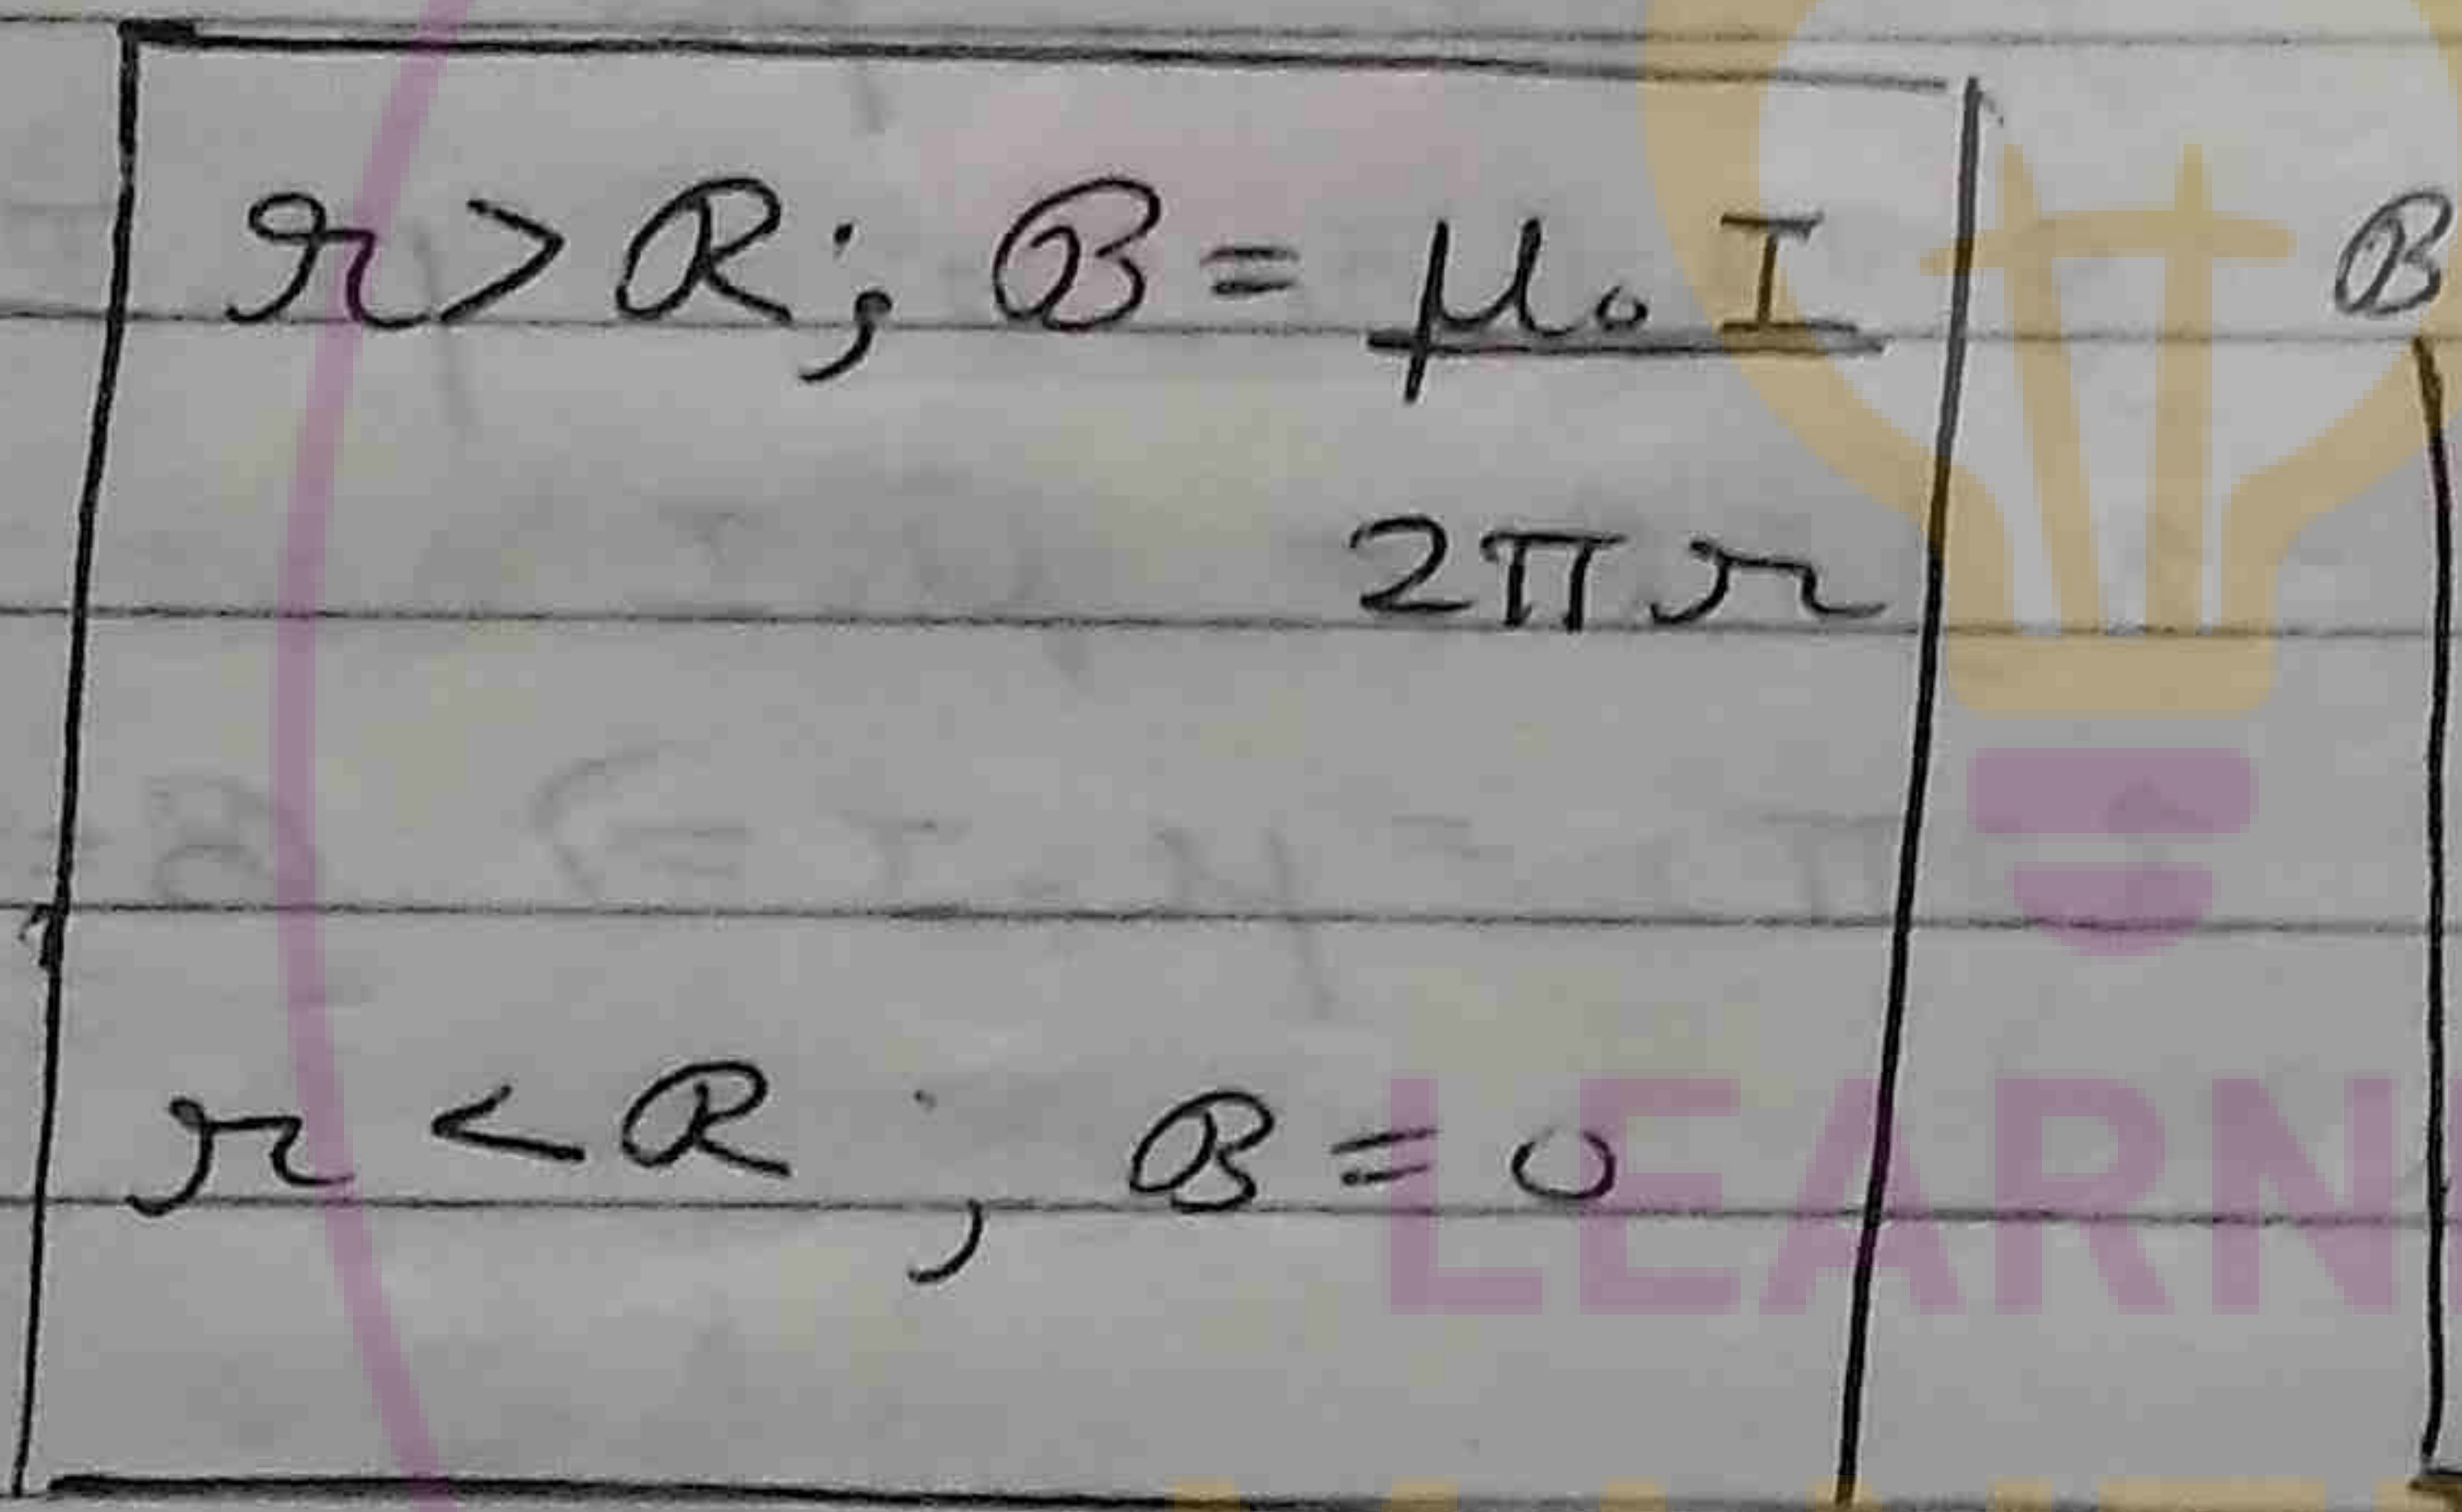 r > R ; B = μ₀ I
2πr
B
r < R ; B = 0
LEARN